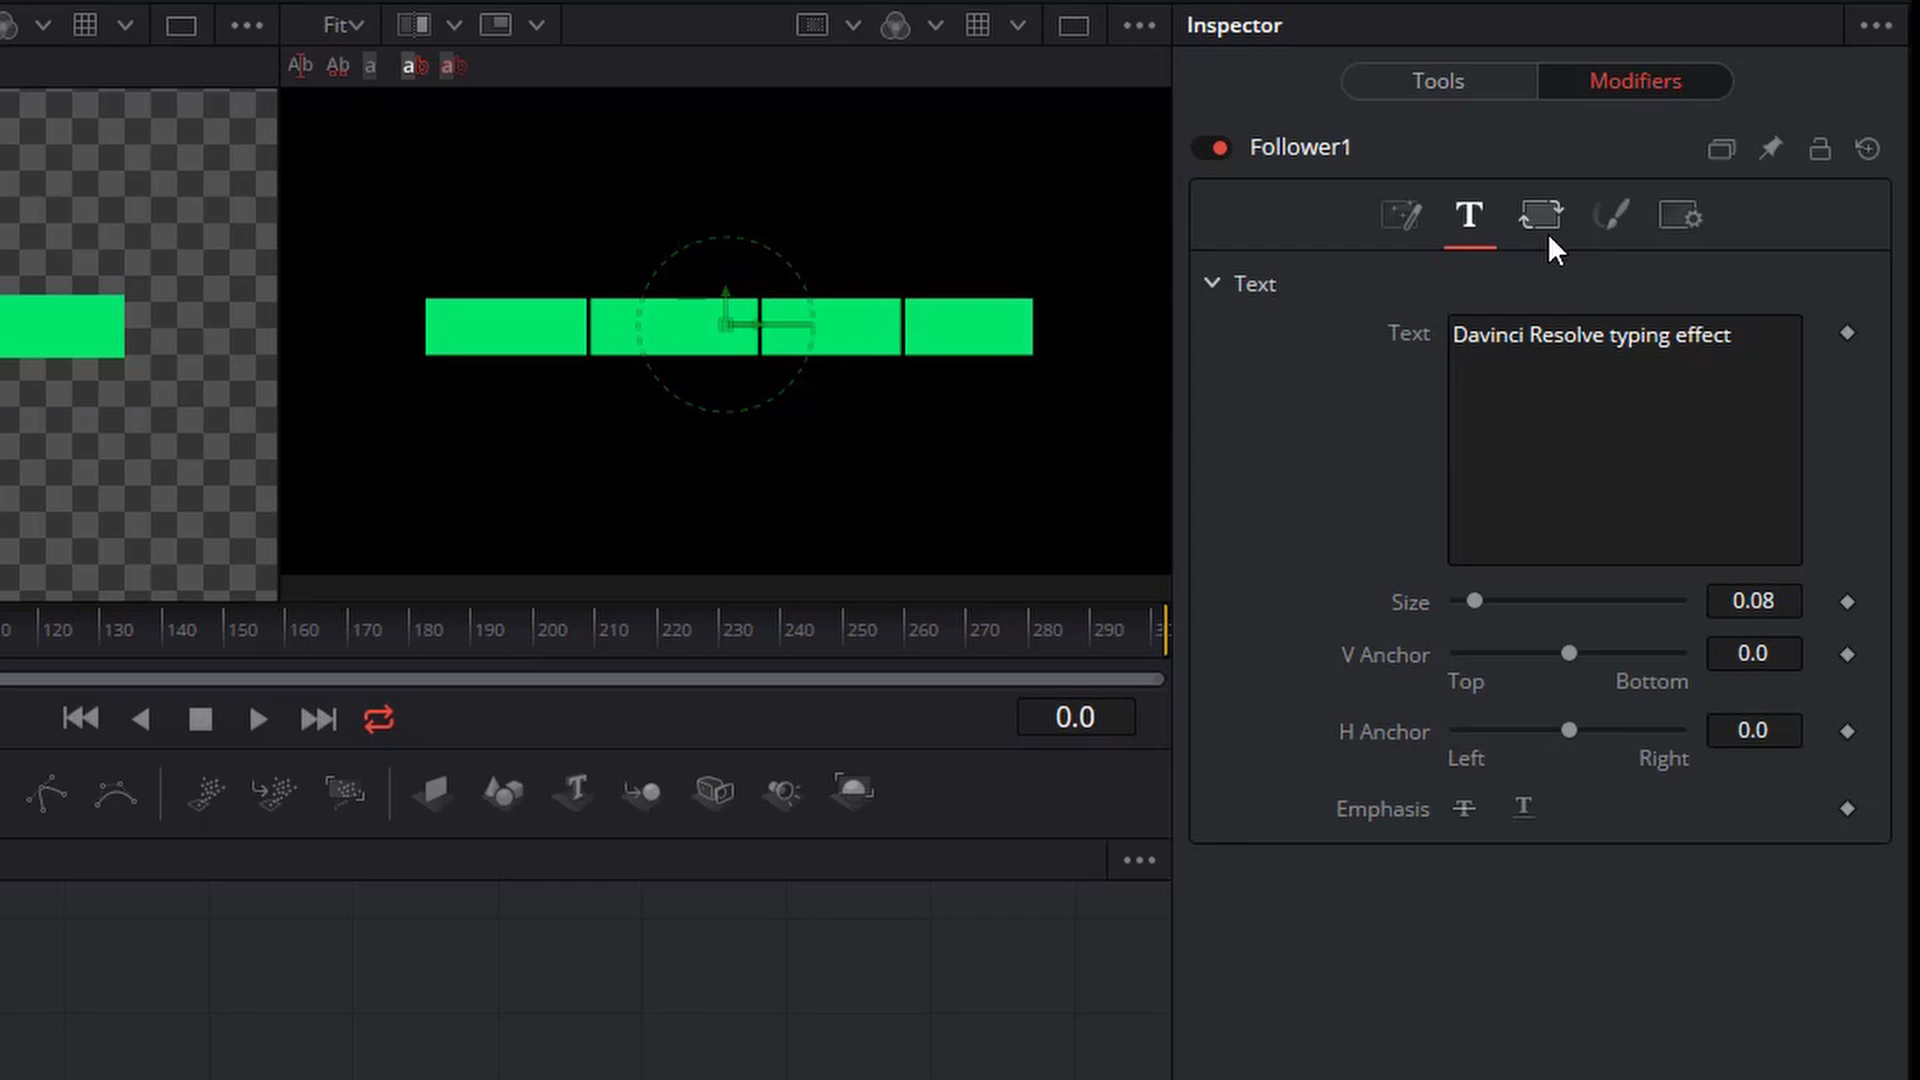 Fit
Inspector
Ab Ab a ab ab
Tools Modifiers
Follower1
T
Text
Text Davinci Resolve typing effect
Size 0.08
V Anchor 0.0
Top Bottom
H Anchor 0.0
Left Right
Emphasis T T
0 120 130 140 150 160 170 180 190 200 210 220 230 240 250 260 270 280 290
0.0
T